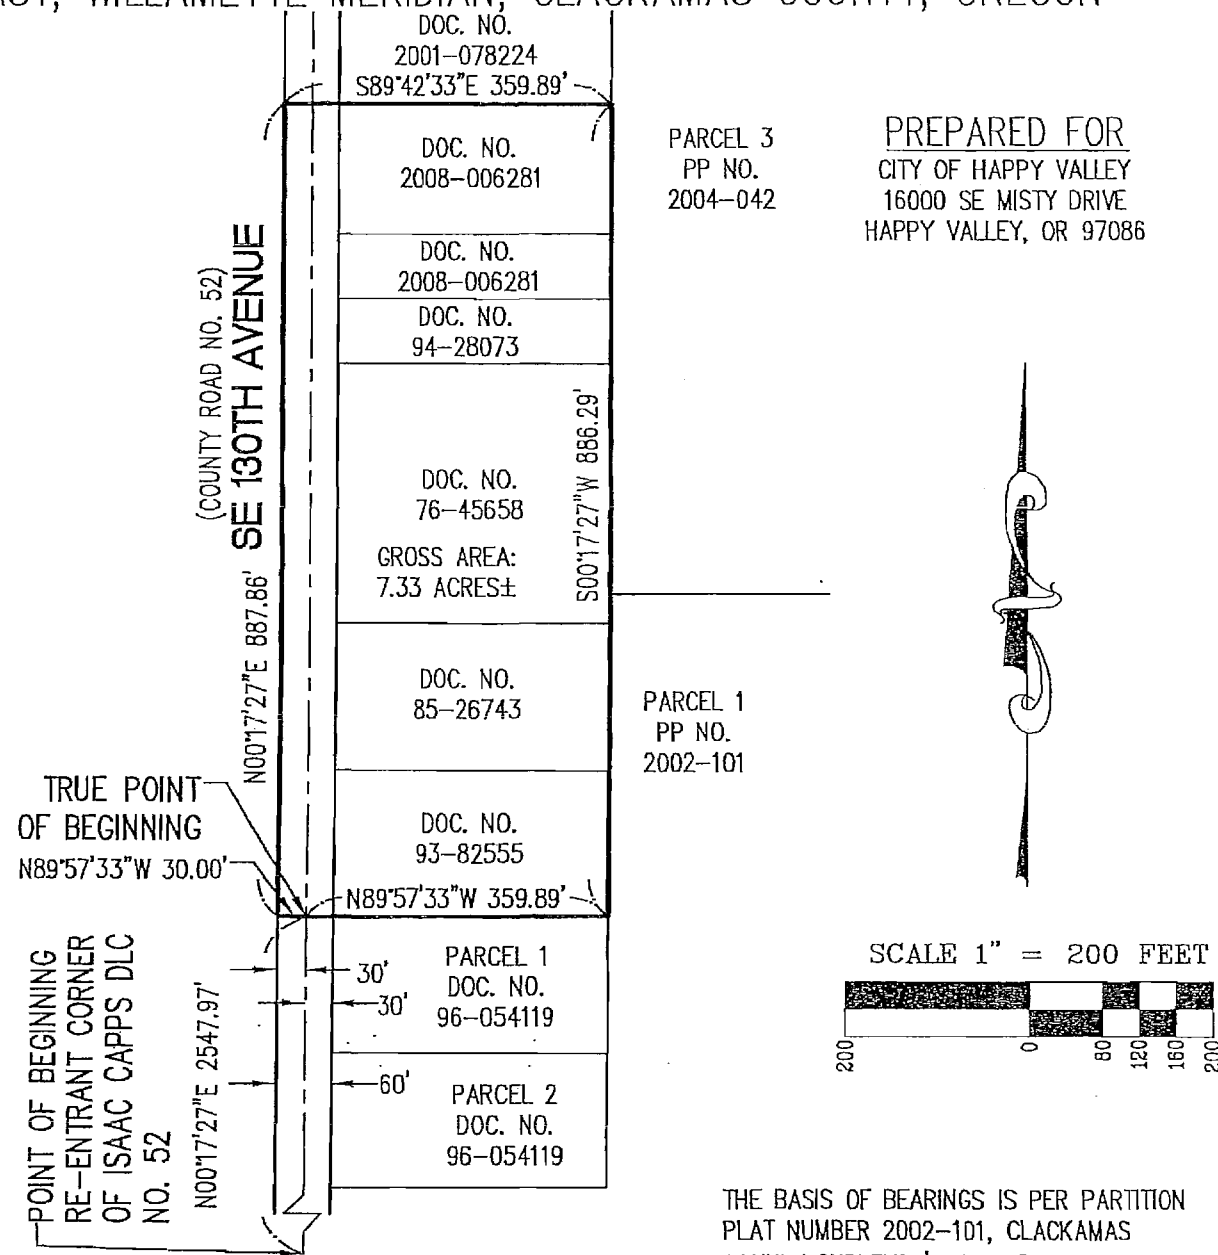 EAST, WILLAMETTE MERIDIAN, CLACKAMAS COUNTY, OREGON
DOC. NO.
2001-078224
S89°42'33"E 359.89'
DOC. NO.
2008-006281
PARCEL 3
PP NO.
2004-042
PREPARED FOR
CITY OF HAPPY VALLEY
16000 SE MISTY DRIVE
HAPPY VALLEY, OR 97086
DOC. NO.
2008-006281
DOC. NO.
94-28073
(COUNTY ROAD NO. 52)
SE 130TH AVENUE
N00°17'27"E 887.86'
DOC. NO.
76-45658
GROSS AREA:
7.33 ACRES±
S00°17'27"W 886.29'
DOC. NO.
85-26743
PARCEL 1
PP NO.
2002-101
TRUE POINT
OF BEGINNING
N89°57'33"W 30.00'
DOC. NO.
93-82555
N89°57'33"W 359.89'
POINT OF BEGINNING
RE-ENTRANT CORNER
OF ISAAC CAPPS DLC
NO. 52
N00°17'27"E 2547.97'
30'
30'
60'
PARCEL 1
DOC. NO.
96-054119
PARCEL 2
DOC. NO.
96-054119
SCALE 1" = 200 FEET
200 0 80 120 160 200
THE BASIS OF BEARINGS IS PER PARTITION
PLAT NUMBER 2002-101, CLACKAMAS